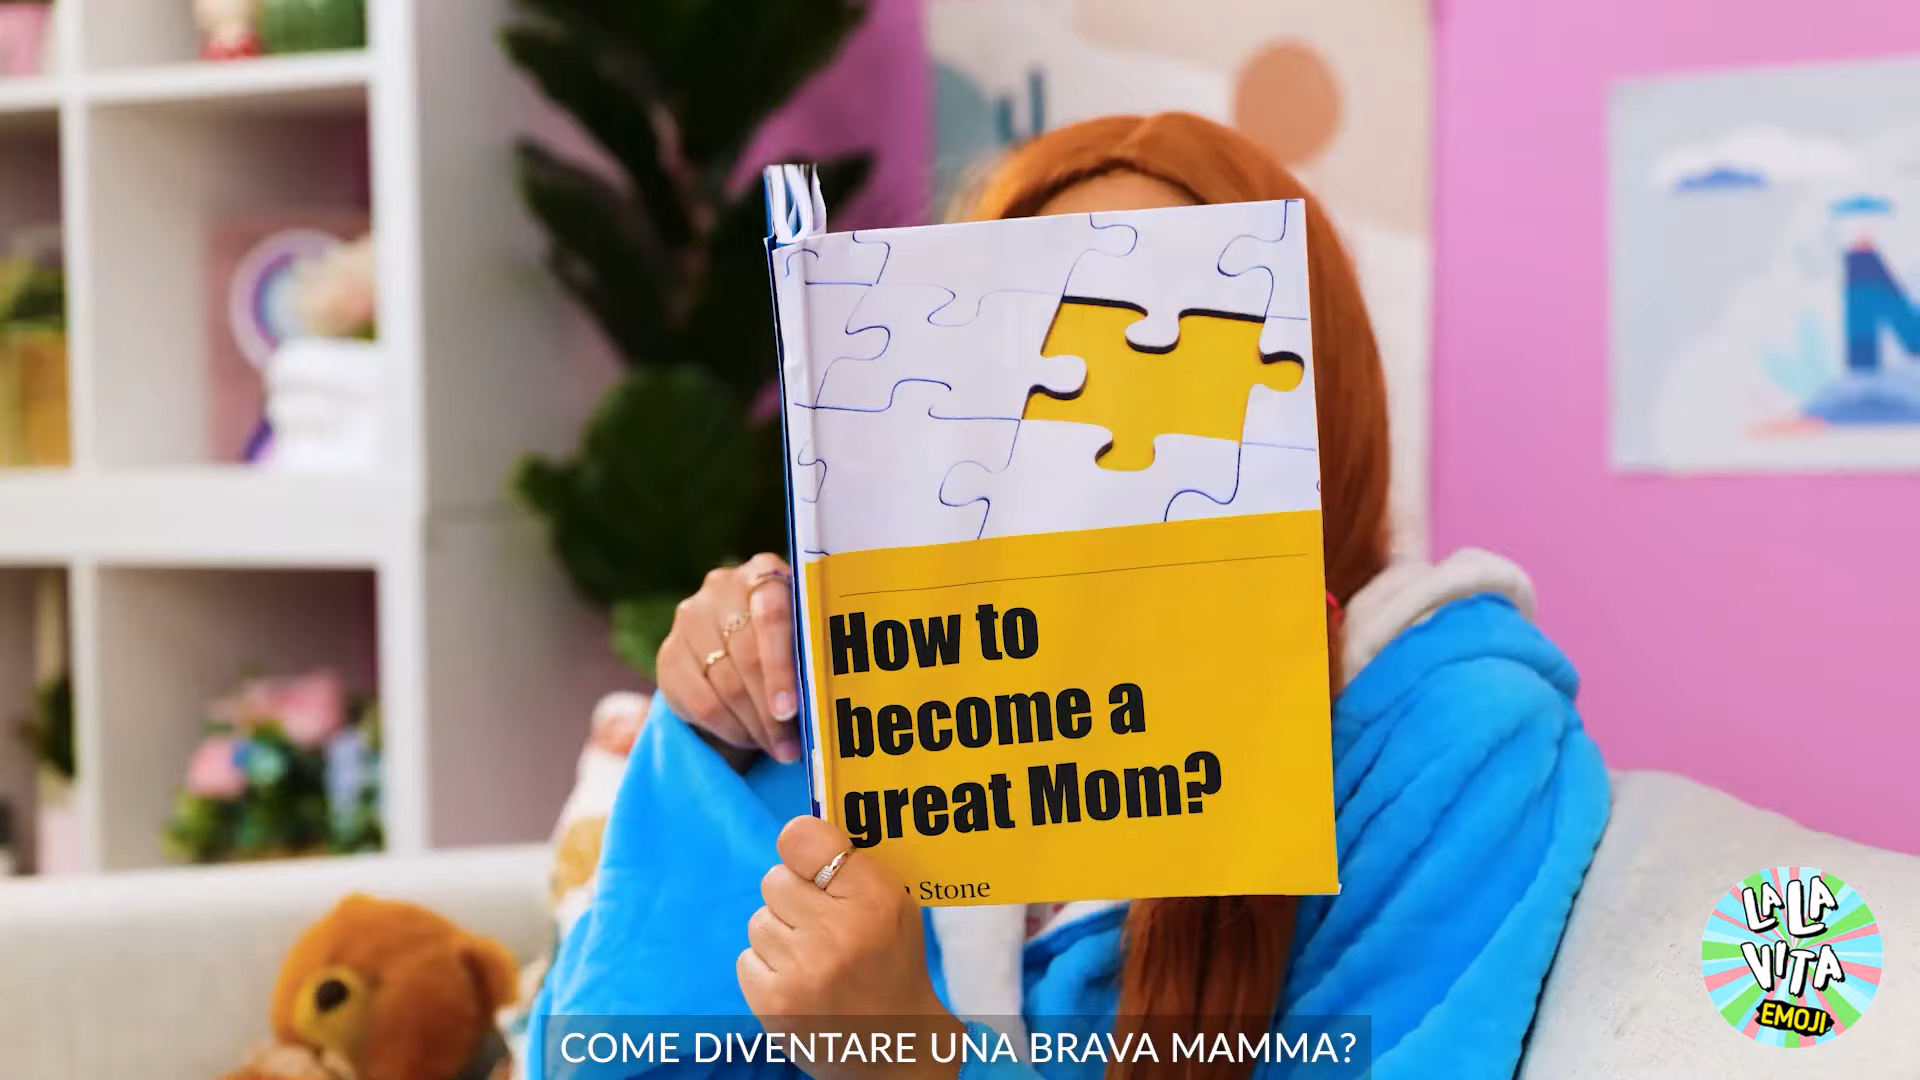 How to
become a
great Mom?
Stone
LA LA
VITA
EMOJI
COME DIVENTARE UNA BRAVA MAMMA?